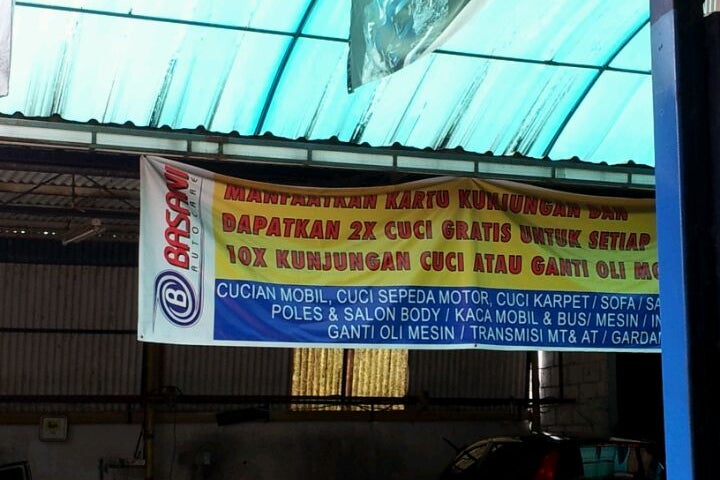 BASANI
AUTO CARE
B
MANFAATKAN KARTU KUNJUNGAN DAN
DAPATKAN 2X CUCI GRATIS UNTUK SETIAP
10X KUNJUNGAN CUCI ATAU GANTI OLI
CUCIAN MOBIL, CUCI SEPEDA MOTOR, CUCI KARPET / SOFA /
POLES & SALON BODY / KACA MOBIL & BUS/ MESIN /
GANTI OLI MESIN / TRANSMISI MT& AT /